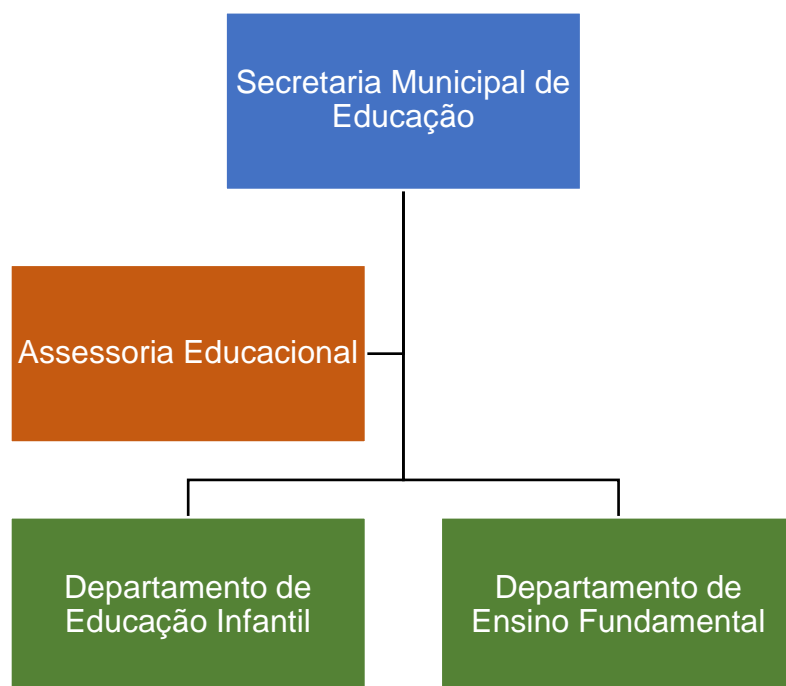 Secretaria Municipal de
Educação
Assessoria Educacional
Departamento de
Educação Infantil
Departamento de
Ensino Fundamental